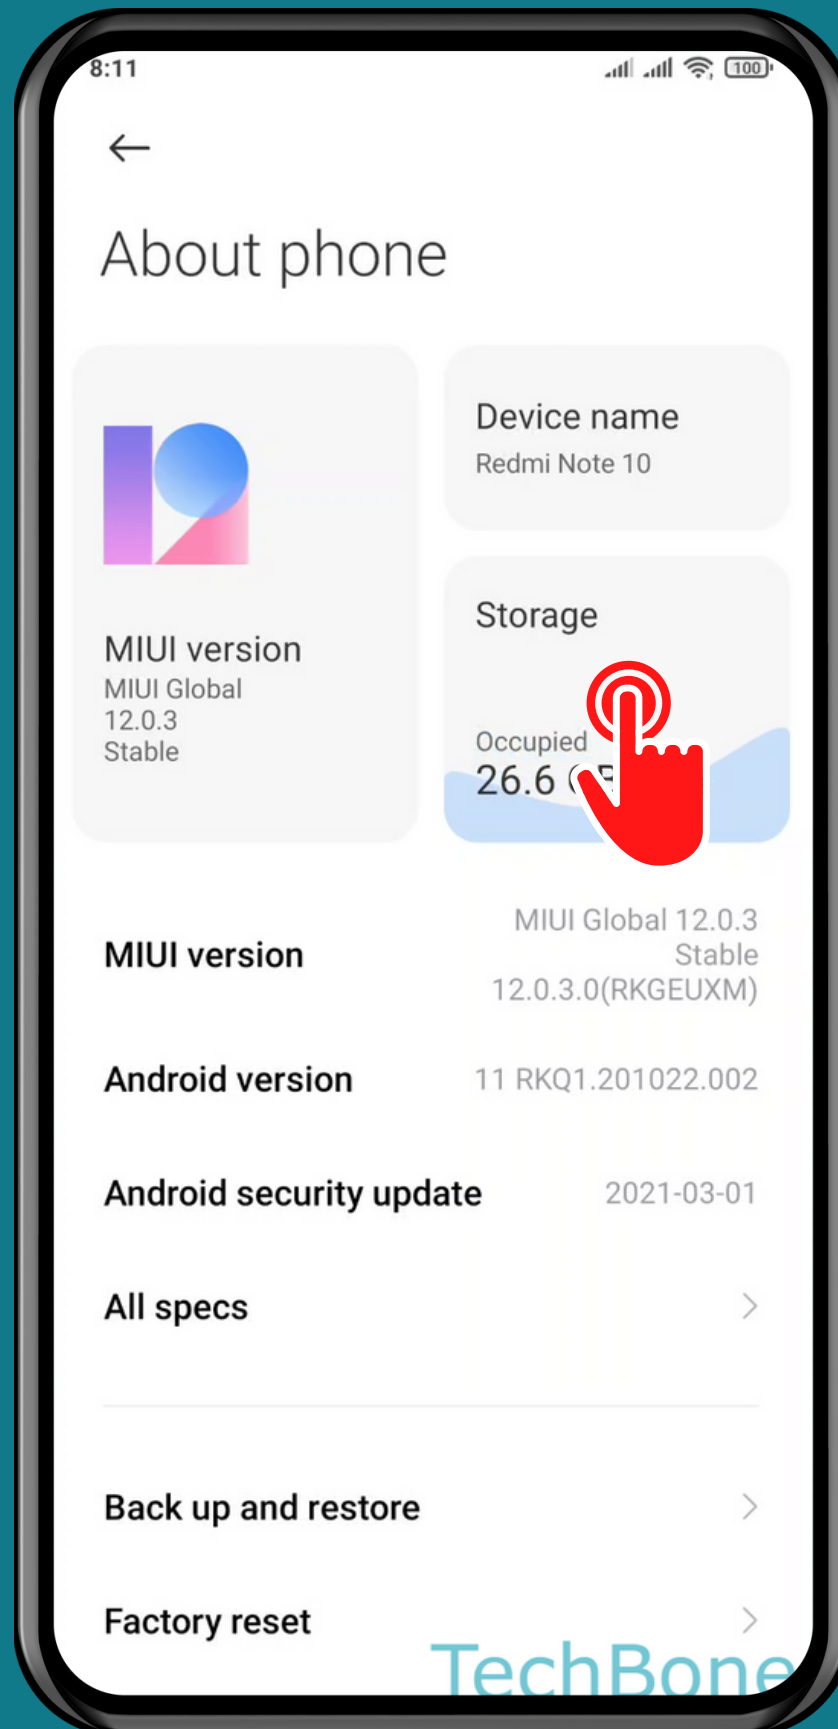 8:11
100
About phone
Device name
Redmi Note 10
MIUI version
MIUI Global
12.0.3
Stable
Storage
Occupied
26.6
MIUI version
MIUI Global 12.0.3
Stable
12.0.3.0(RKGEUXM)
Android version
11 RKQ1.201022.002
Android security update
2021-03-01
All specs
Back up and restore
Factory reset
TechBone